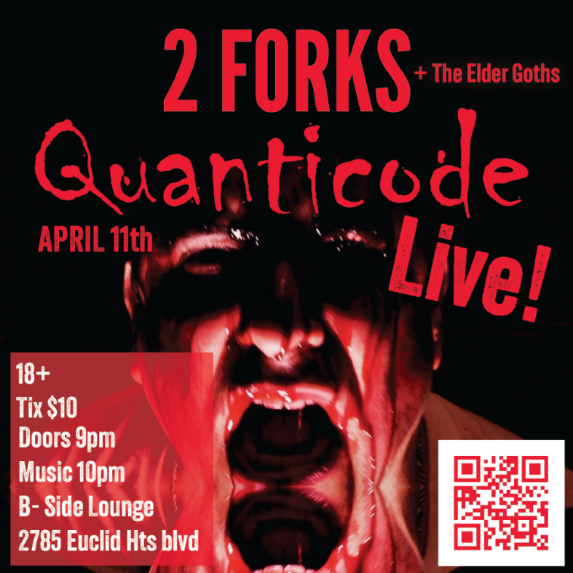 2 FORKS
+ The Elder Goths
Quanticode
APRIL 11th
Live!
18+
Tix $10
Doors 9pm
Music 10pm
B- Side Lounge
2785 Euclid Hts blvd